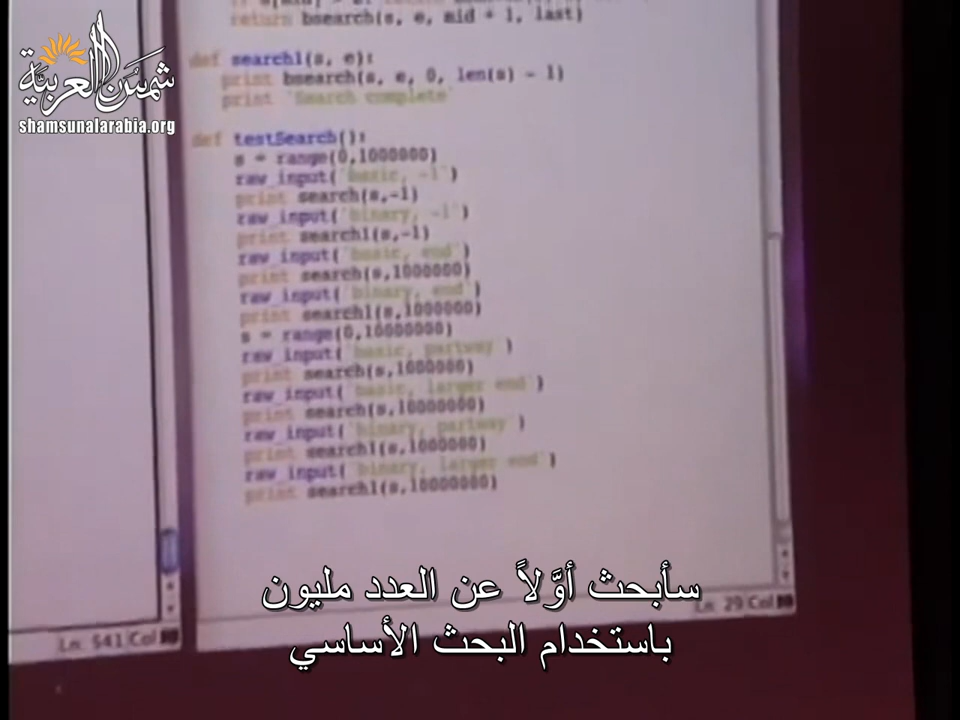 شمس العربية
shamsunalarabia.org
return bsearch(s, e, mid + 1, last)
def search1(s, e):
print bsearch(s, e, 0, len(s) - 1)
print 'Search complete'
def testSearch():
s = range(0,1000000)
raw_input('basic, -1')
print search(s,-1)
raw_input('binary, -1')
print search1(s,-1)
raw_input('basic, end')
print search(s,1000000)
raw_input('binary, end')
print search1(s,1000000)
s = range(0,10000000)
raw_input('basic, partway')
print search(s,1000000)
raw_input('basic, larger end')
print search(s,10000000)
raw_input('binary, partway')
print search1(s,1000000)
raw_input('binary, larger end')
print search1(s,10000000)
سأبحث أوَّلاً عن العدد مليون
باستخدام البحث الأساسي
Ln: 29 Col
Ln: 541 Col